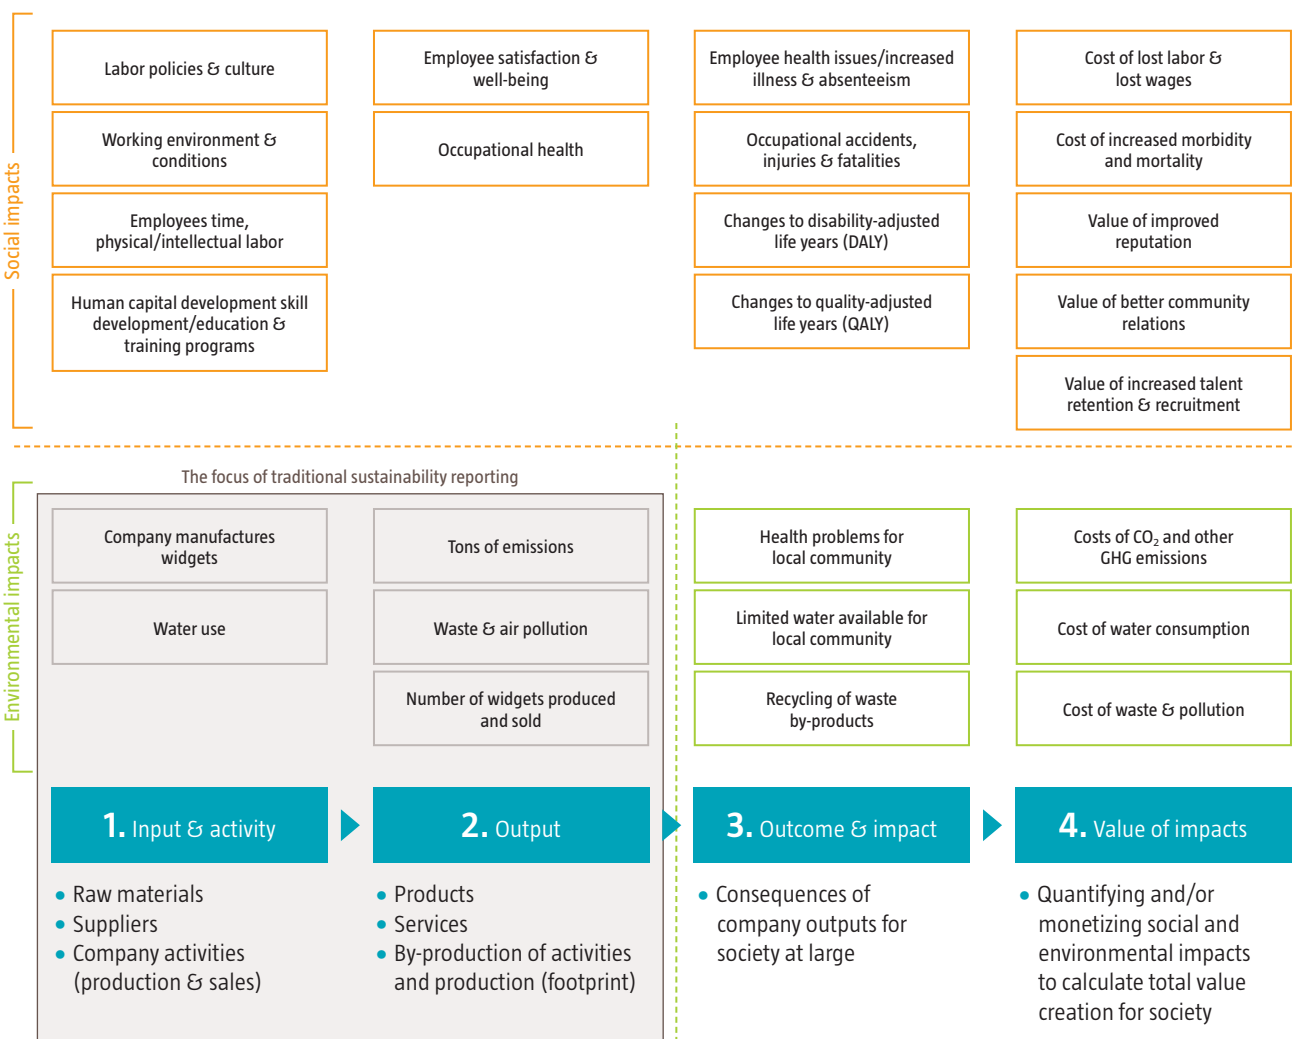 Social impacts
Labor policies & culture
Working environment &
conditions
Employees time,
physical/intellectual labor
Human capital development skill
development/education &
training programs
Employee satisfaction &
well-being
Occupational health
Employee health issues/increased
illness & absenteeism
Occupational accidents,
injuries & fatalities
Changes to disability-adjusted
life years (DALY)
Changes to quality-adjusted
life years (QALY)
Cost of lost labor &
lost wages
Cost of increased morbidity
and mortality
Value of improved
reputation
Value of better community
relations
Value of increased talent
retention & recruitment
Environmental impacts
The focus of traditional sustainability reporting
Company manufactures
widgets
Water use
Tons of emissions
Waste & air pollution
Number of widgets produced
and sold
Health problems for
local community
Limited water available for
local community
Recycling of waste
by-products
Costs of CO₂ and other
GHG emissions
Cost of water consumption
Cost of waste & pollution
1. Input & activity
• Raw materials
• Suppliers
• Company activities
(production & sales)
2. Output
• Products
• Services
• By-production of activities
and production (footprint)
3. Outcome & impact
• Consequences of
company outputs for
society at large
4. Value of impacts
• Quantifying and/or
monetizing social and
environmental impacts
to calculate total value
creation for society